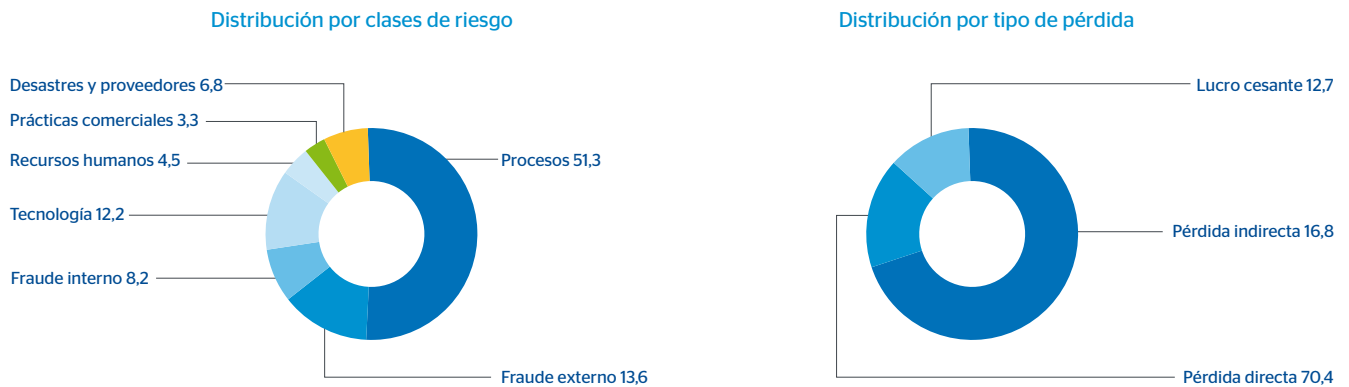 Distribución por clases de riesgo
Desastres y proveedores 6,8
Prácticas comerciales 3,3
Recursos humanos 4,5
Tecnología 12,2
Fraude interno 8,2
Procesos 51,3
Fraude externo 13,6
Distribución por tipo de pérdida
Lucro cesante 12,7
Pérdida indirecta 16,8
Pérdida directa 70,4